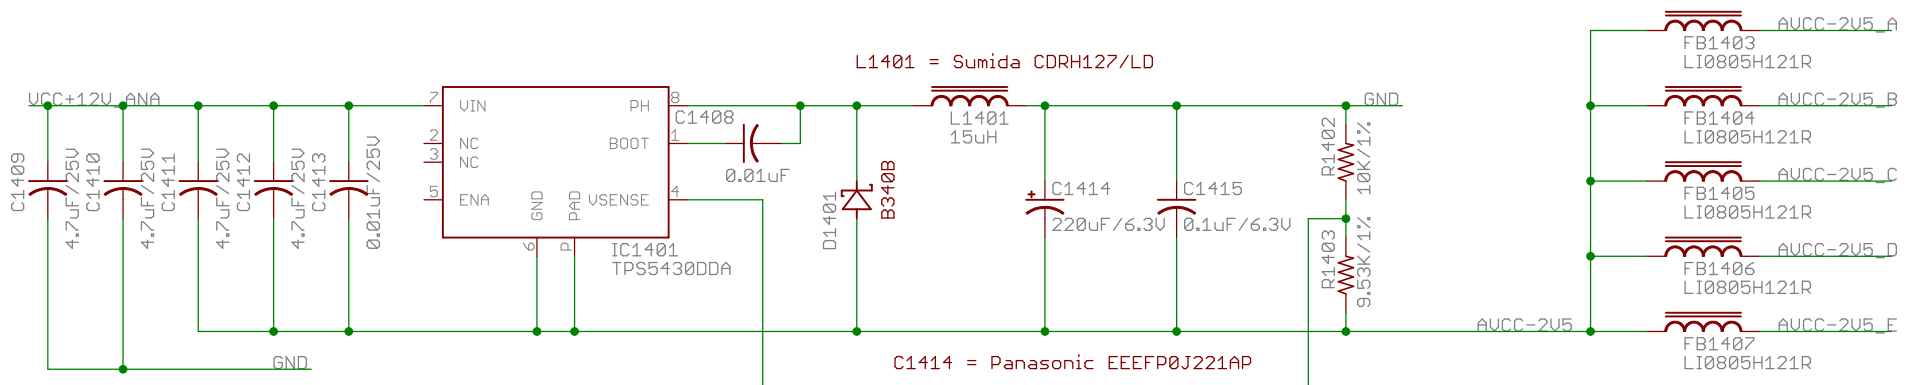 L1401 = Sumida CDRH127/LD
VCC+12V_ANA
C1409
4.7uF/25V
C1410
4.7uF/25V
C1411
4.7uF/25V
C1412
4.7uF/25V
C1413
0.01uF/25V
7
VIN
2
NC
3
NC
5
ENA
GND
6
PAD
P
PH
8
BOOT
1
VSENSE
4
IC1401
TPS5430DDA
C1408
0.01uF
D1401
B340B
L1401
15uH
C1414
220uF/6.3V
C1415
0.1uF/6.3V
GND
R1402
10K/1%
R1403
9.53K/1%
AVCC-2V5
GND
C1414 = Panasonic EEEFP0J221AP
AVCC-2V5_A
FB1403
LI0805H121R
AVCC-2V5_B
FB1404
LI0805H121R
AVCC-2V5_C
FB1405
LI0805H121R
AVCC-2V5_D
FB1406
LI0805H121R
AVCC-2V5_E
FB1407
LI0805H121R